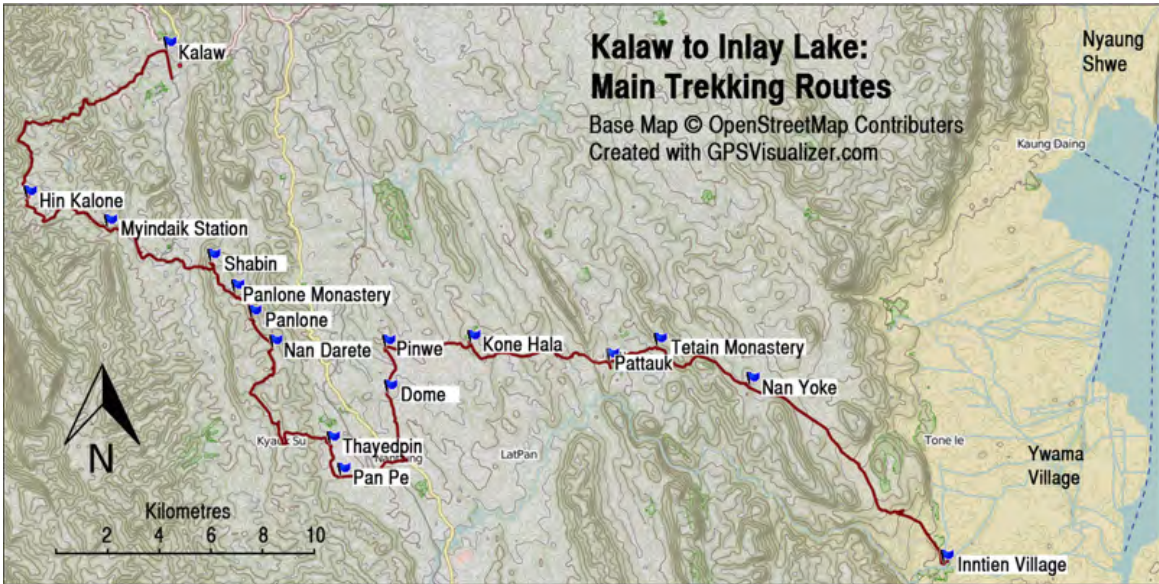 Kalaw to Inlay Lake:
Main Trekking Routes
Base Map © OpenStreetMap Contributers
Created with GPSVisualizer.com
Nyaung
Shwe
Kalaw
Kaung Daing
Hin Kalone
Myindaik Station
Shabin
Panlone Monastery
Panlone
Nan Darete
Pinwe
Kone Hala
Pattauk
Tetain Monastery
Nan Yoke
Dome
Thayedpin
Pan Pe
LatPan
Tone le
Ywama
Village
Inntien Village
N
Kilometres
2 4 6 8 10